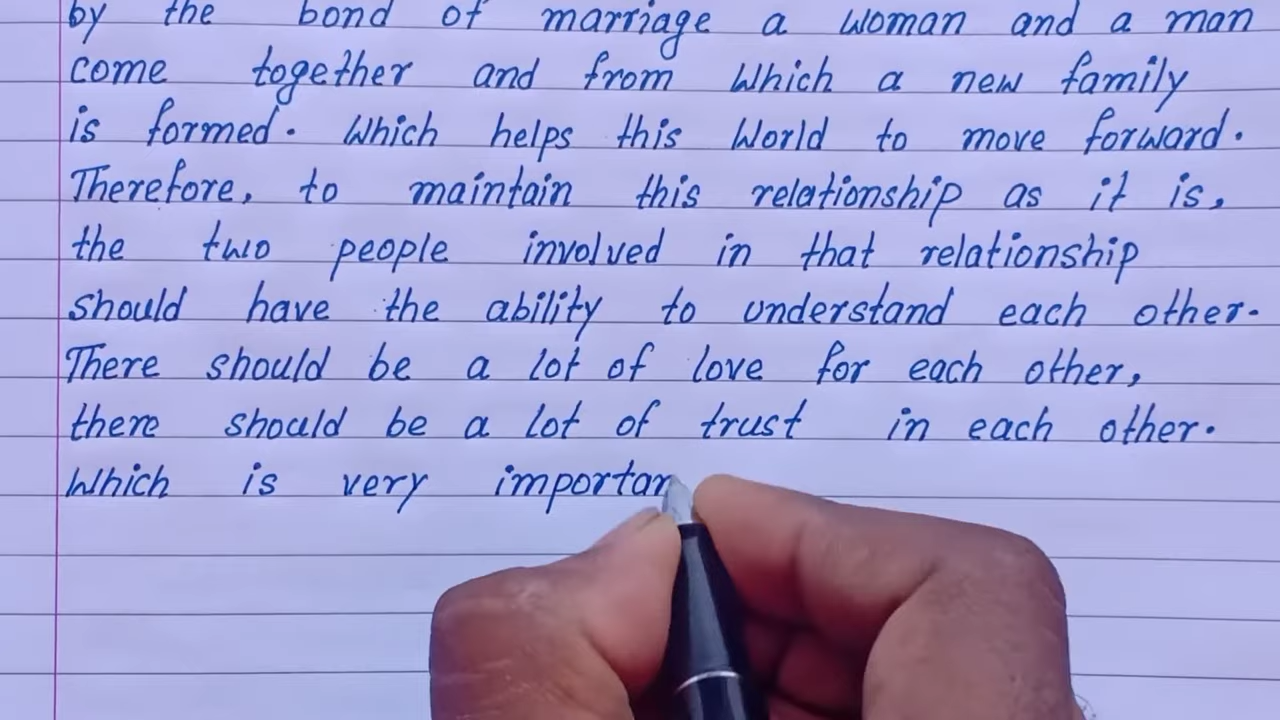 by the bond of marriage a woman and a man
come together and from which a new family
is formed. Which helps this world to move forward.
Therefore, to maintain this relationship as it is,
the two people involved in that relationship
should have the ability to understand each other.
There should be a lot of love for each other,
there should be a lot of trust in each other.
Which is very importan